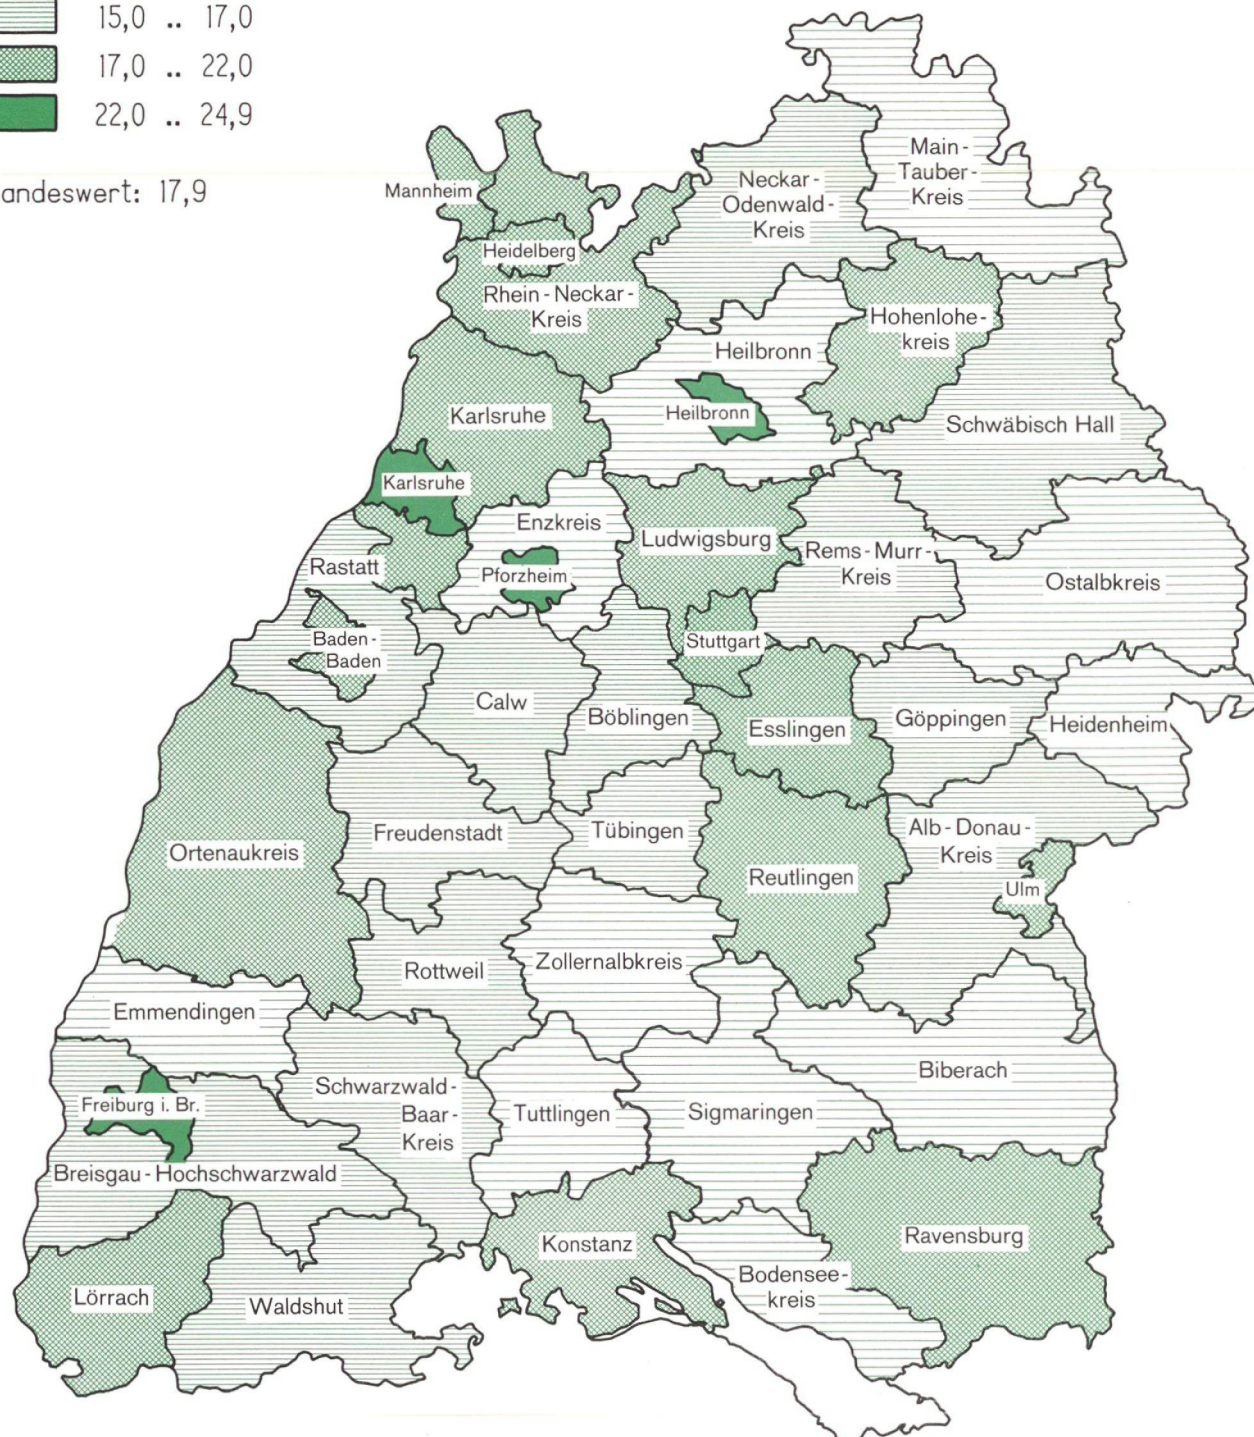 15,0 .. 17,0
17,0 .. 22,0
22,0 .. 24,9
andeswert: 17,9
Main-
Tauber-
Kreis
Neckar-
Odenwald-
Kreis
Mannheim
Heidelberg
Rhein-Neckar-
Kreis
Hohenlohe-
kreis
Heilbronn
Heilbronn
Karlsruhe
Schwäbisch Hall
Karlsruhe
Enzkreis
Ludwigsburg
Rems-Murr-
Kreis
Rastatt
Pforzheim
Ostalbkreis
Baden-
Baden
Stuttgart
Calw
Böblingen
Esslingen
Göppingen
Heidenheim
Freudenstadt
Tübingen
Alb-Donau-
Kreis
Ortenaukreis
Reutlingen
Ulm
Rottweil
Zollernalbkreis
Emmendingen
Biberach
Schwarzwald-
Baar-
Kreis
Freiburg i. Br.
Tuttlingen
Sigmaringen
Breisgau-Hochschwarzwald
Konstanz
Ravensburg
Bodensee-
kreis
Lörrach
Waldshut